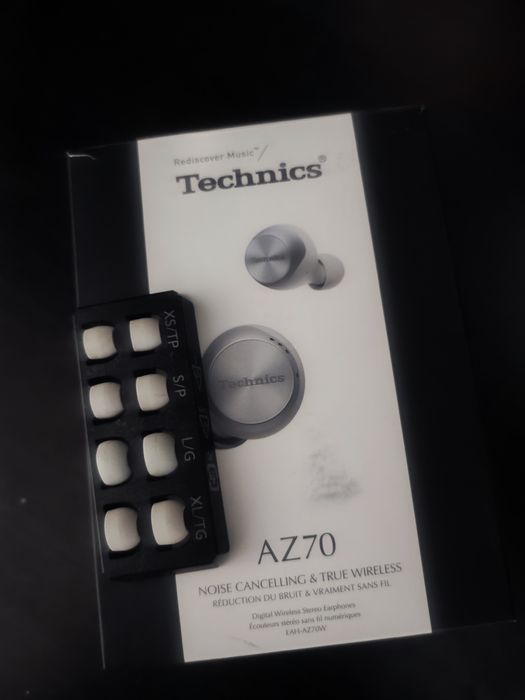 Rediscover Music™/
Technics®
Technics
XS/TP
S/P
L/G
XL/TG
AZ70
NOISE CANCELLING & TRUE WIRELESS
RÉDUCTION DU BRUIT & VRAIMENT SANS FIL
Digital Wireless Stereo Earphones
Écouteurs stéréo sans fil numériques
EAH-AZ70W